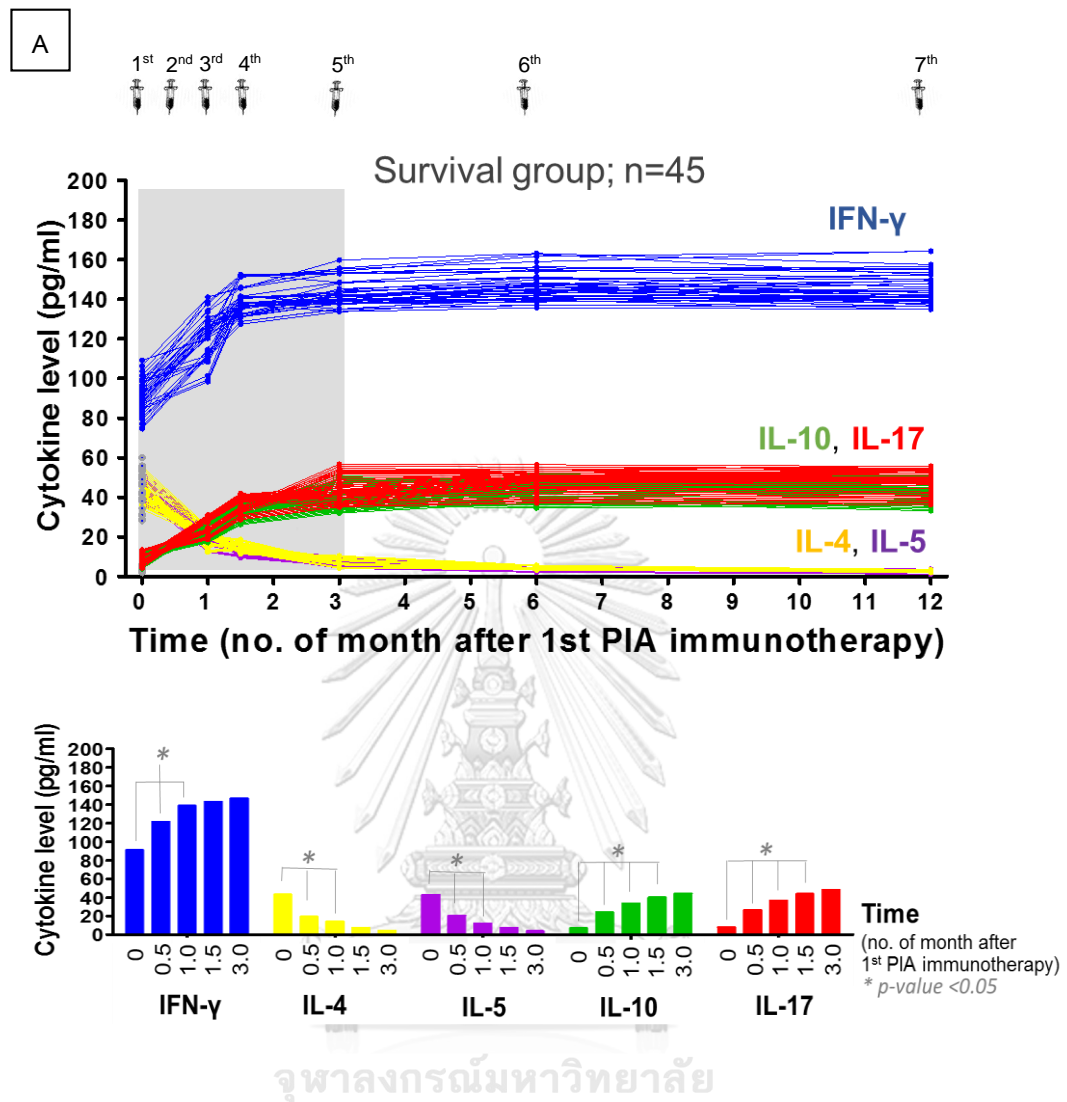 A
1st 2nd 3rd 4th 5th 6th 7th
Survival group; n=45
Cytokine level (pg/ml)
200
180
160
140
120
100
80
60
40
20
0
IFN-γ
IL-10, IL-17
IL-4, IL-5
0 1 2 3 4 5 6 7 8 9 10 11 12
Time (no. of month after 1st PIA immunotherapy)
Cytokine level (pg/ml)
200
180
160
140
120
100
80
60
40
20
0
* * * * *
0 0.5 1.0 1.5 3.0 0 0.5 1.0 1.5 3.0 0 0.5 1.0 1.5 3.0 0 0.5 1.0 1.5 3.0 0 0.5 1.0 1.5 3.0
IFN-γ IL-4 IL-5 IL-10 IL-17
Time
(no. of month after
1st PIA immunotherapy)
* p-value <0.05
จุฬาลงกรณ์มหาวิทยาลัย